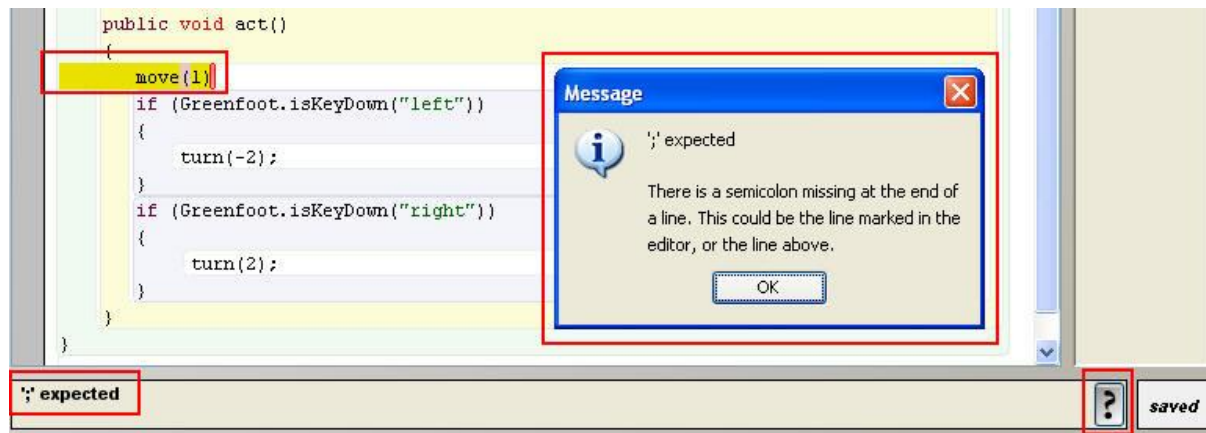 public void act()
{
move(1)
if (Greenfoot.isKeyDown("left"))
{
turn(-2);
}
if (Greenfoot.isKeyDown("right"))
{
turn(2);
}
}
}
Message
';' expected
There is a semicolon missing at the end of
a line. This could be the line marked in the
editor, or the line above.
OK
';' expected
?
saved